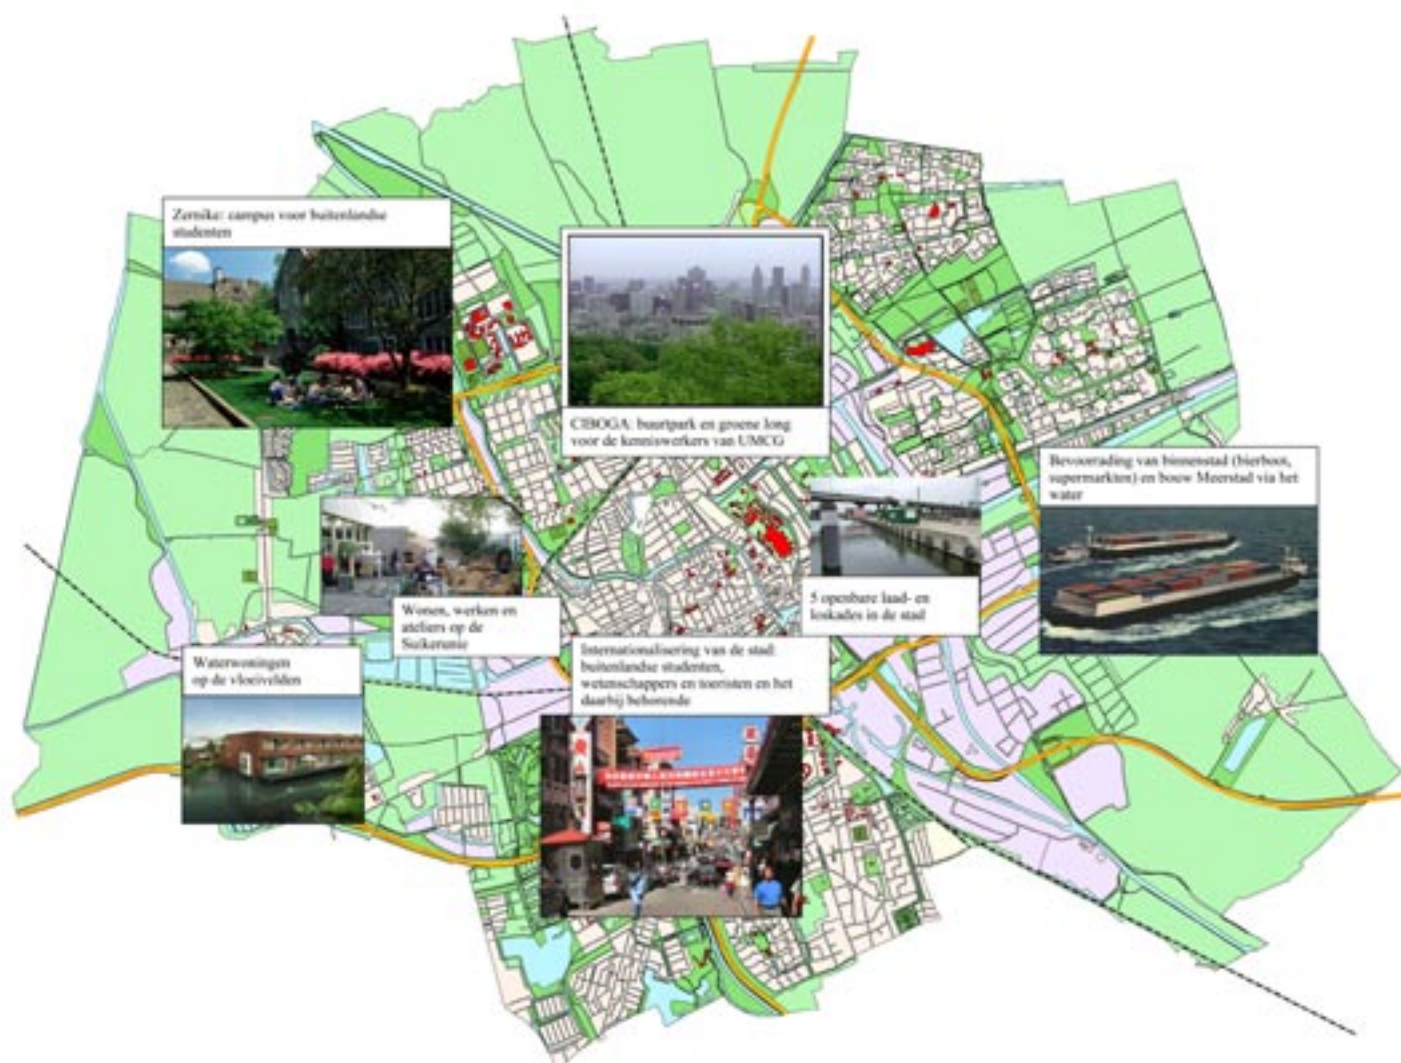 Zernike: campus voor buitenlandse
studenten
CIBOGA: buurtpark en groene long
voor de kenniswerkers van UMCG
Bevoorrading van binnenstad (bierboot,
supermarkten) en bouw Meerstad via het
water
5 openbare laad- en
loskades in de stad
Wonen, werken en
ateliers op de
Suikerunie
Internationalisering van de stad:
buitenlandse studenten,
wetenschappers en toeristen en het
daarbij behorende
Waterwoningen
op de vloeivelden